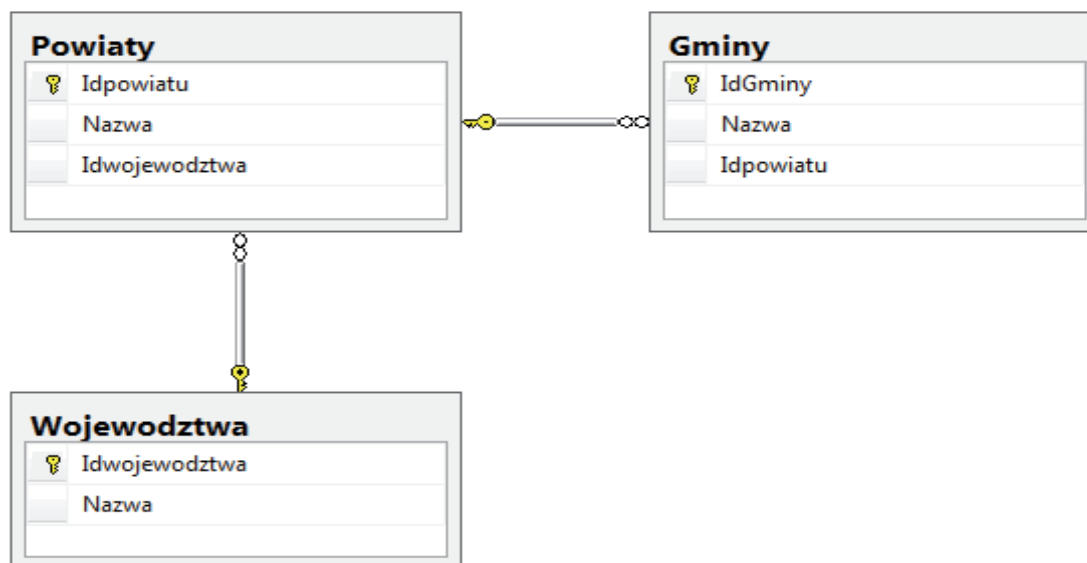 Powiaty
Idpowiatu
Nazwa
Idwojewodztwa
Gminy
IdGminy
Nazwa
Idpowiatu
Wojewodztwa
Idwojewodztwa
Nazwa